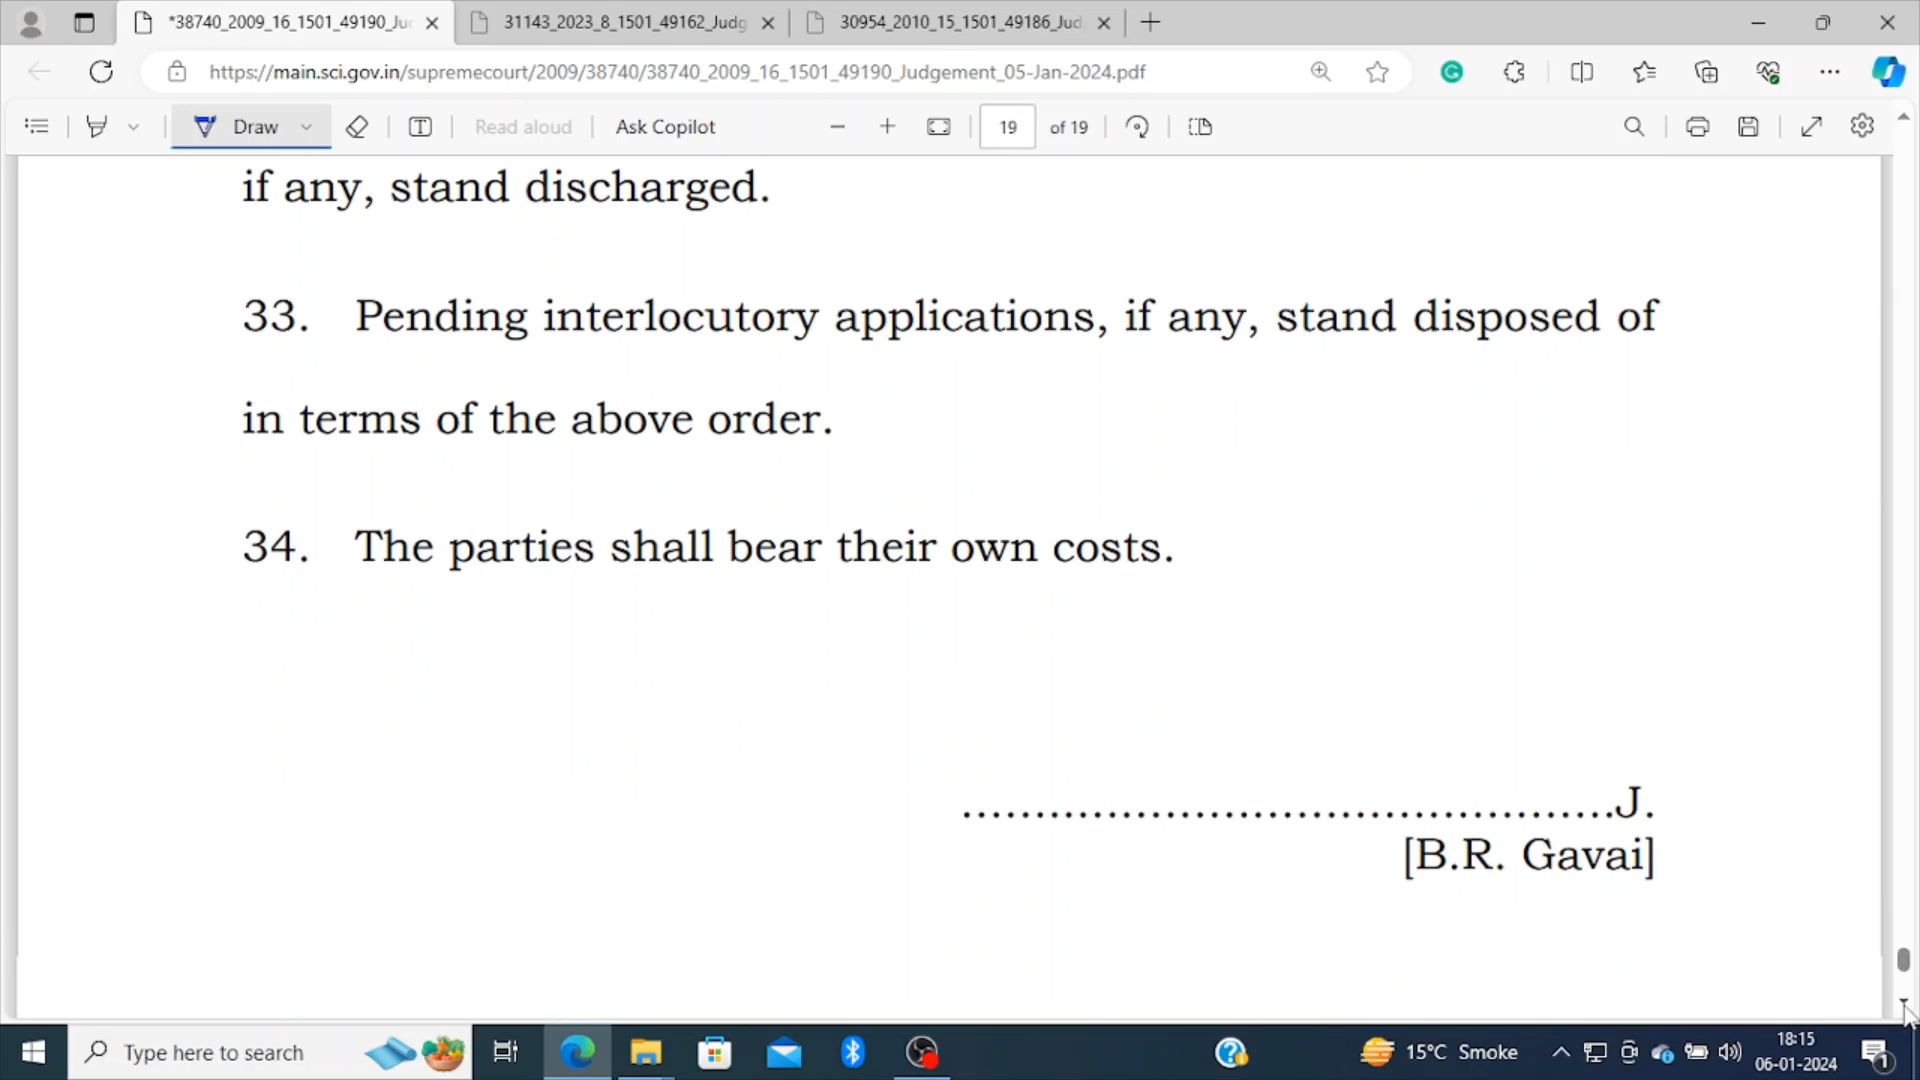 *38740_2009_16_1501_49190_Ju
31143_2023_8_1501_49162_Judg
30954_2010_15_1501_49186_Jud
https://main.sci.gov.in/supremecourt/2009/38740/38740_2009_16_1501_49190_Judgement_05-Jan-2024.pdf
Draw
Read aloud
Ask Copilot
19 of 19
if any, stand discharged.
33. Pending interlocutory applications, if any, stand disposed of
in terms of the above order.
34. The parties shall bear their own costs.
.............................................J.
[B.R. Gavai]
Type here to search
15°C Smoke
18:15
06-01-2024
1